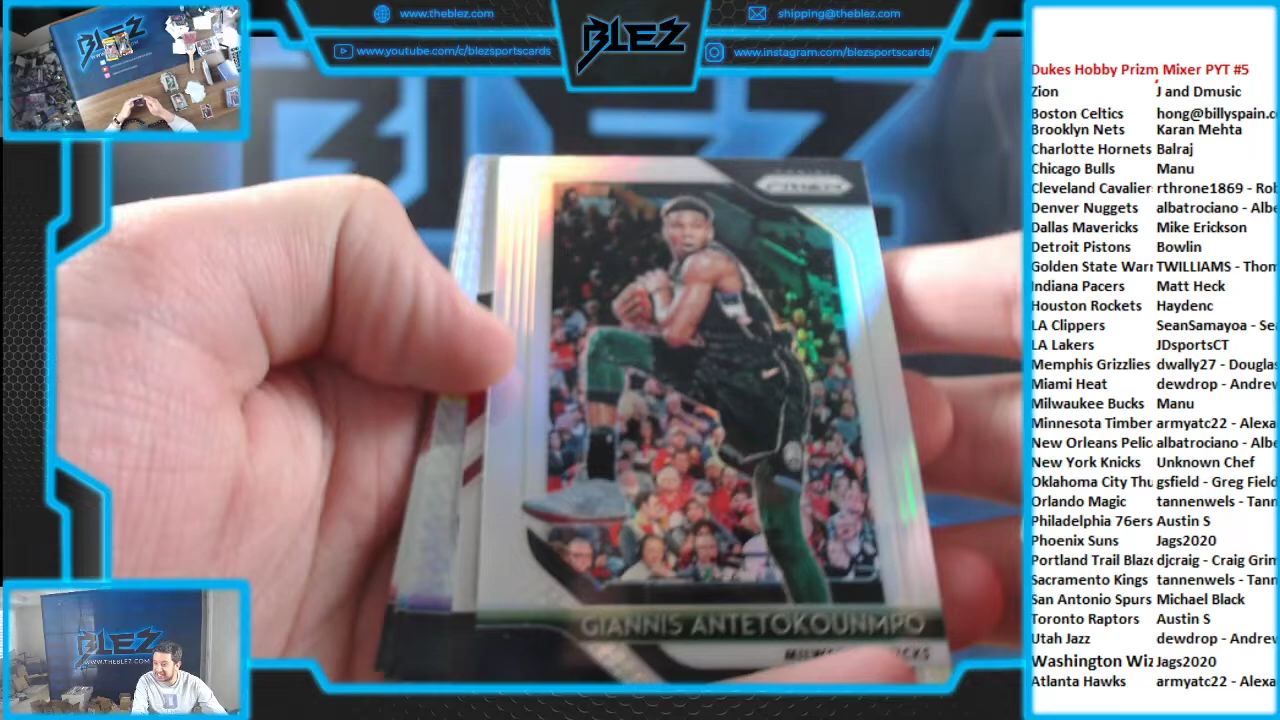 www.theblez.com
shipping@theblez.com
www.youtube.com/c/blezsportscards
BLEZ
www.instagram.com/blezsportscards/
BLEZ
PRIZM
GIANNIS ANTETOKOUNMPO
BLEZ
WWW.THEBLEZ.COM
Dukes Hobby Prizm Mixer PYT #5
Zion J and Dmusic
Boston Celtics hong@billyspain.c
Brooklyn Nets Karan Mehta
Charlotte Hornets Balraj
Chicago Bulls Manu
Cleveland Cavalier rthrone1869 - Rol
Denver Nuggets albatrociano - Albe
Dallas Mavericks Mike Erickson
Detroit Pistons Bowlin
Golden State Warr TWILLIAMS - Thom
Indiana Pacers Matt Heck
Houston Rockets Haydenc
LA Clippers SeanSamayoa - Se
LA Lakers JDsportsCT
Memphis Grizzlies dwally27 - Douglas
Miami Heat dewdrop - Andrew
Milwaukee Bucks Manu
Minnesota Timber armyatc22 - Alexa
New Orleans Pelic albatrociano - Albe
New York Knicks Unknown Chef
Oklahoma City Thu gsfield - Greg Field
Orlando Magic tannenwels - Tann
Philadelphia 76ers Austin S
Phoenix Suns Jags2020
Portland Trail Blaze djcraig - Craig Grin
Sacramento Kings tannenwels - Tann
San Antonio Spurs Michael Black
Toronto Raptors Austin S
Utah Jazz dewdrop - Andrew
Washington Wiz Jags2020
Atlanta Hawks armyatc22 - Alexa